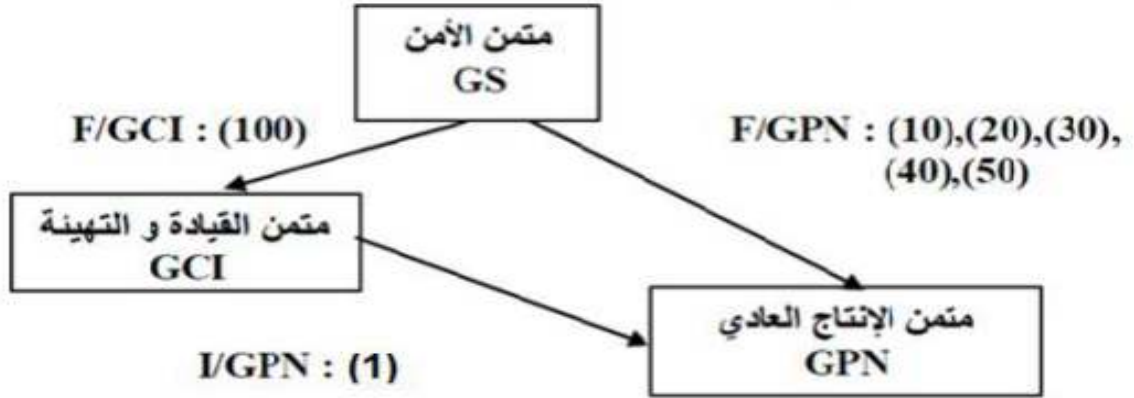 متمن الأمن
GS
F/GCI : (100)
F/GPN : (10),(20),(30),
(40),(50)
متمن القيادة و التهيئة
GCI
متمن الإنتاج العادي
GPN
I/GPN : (1)